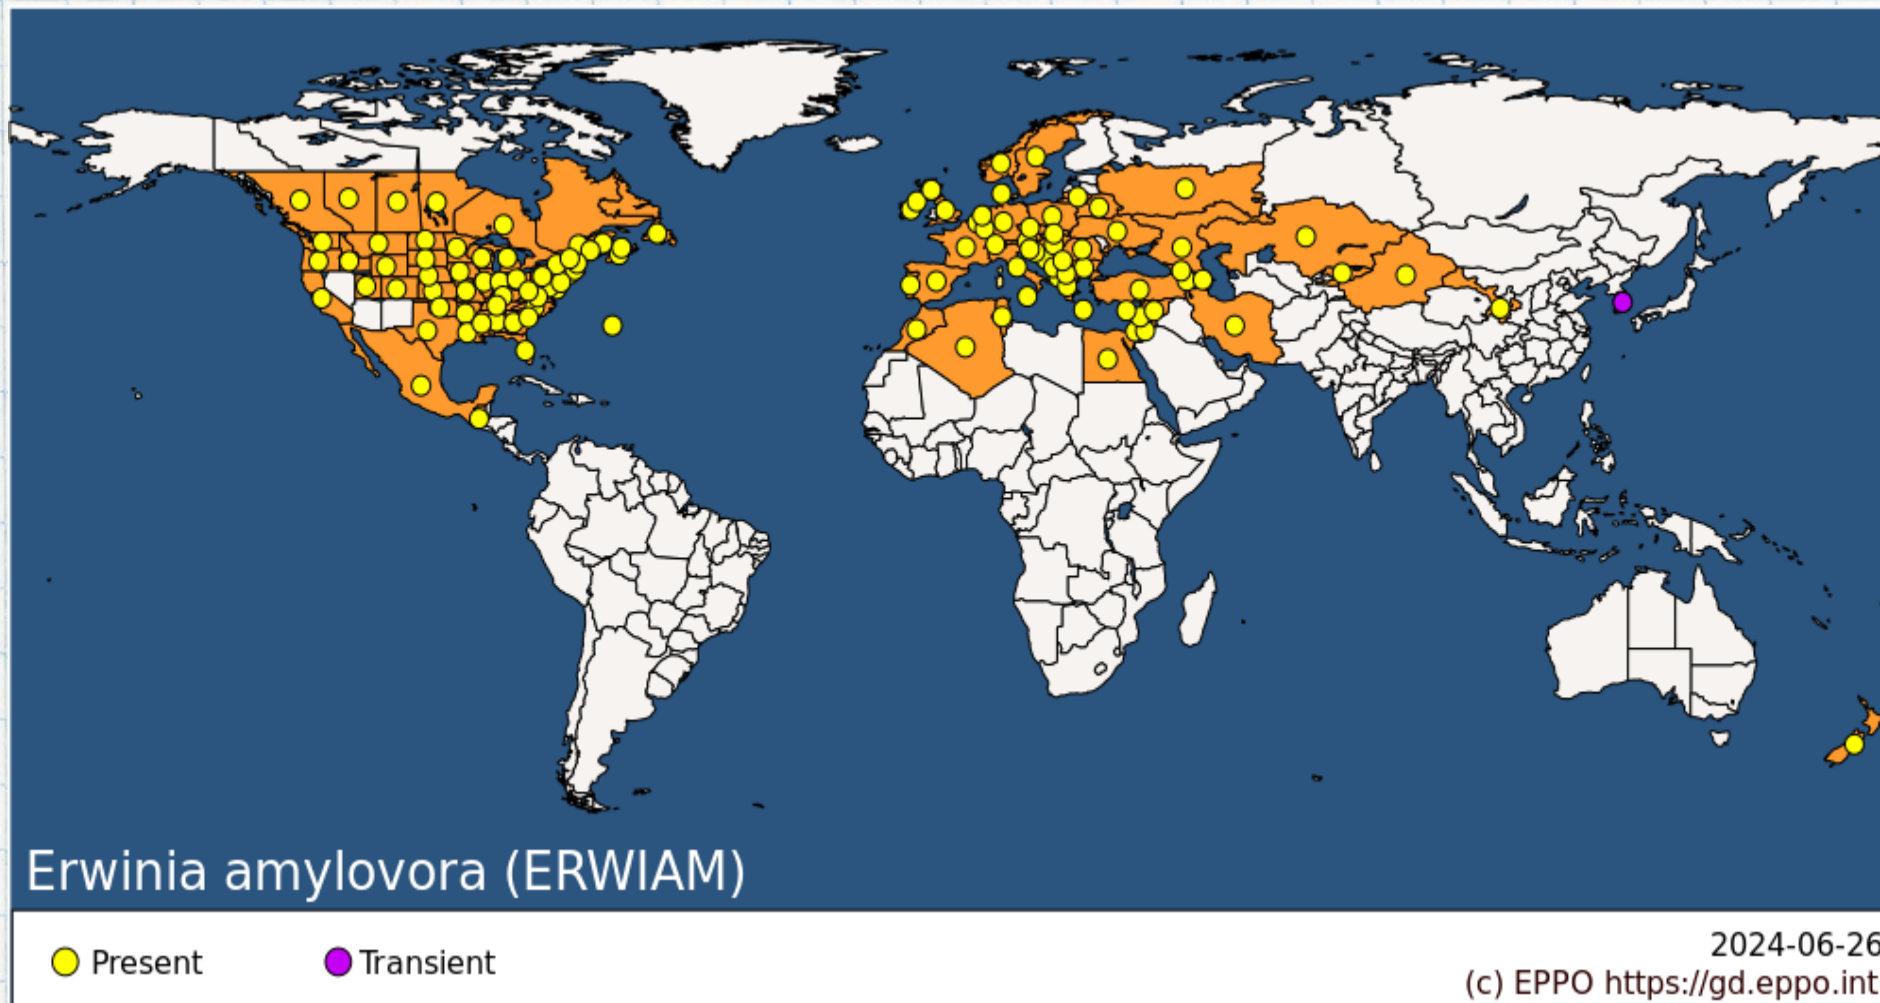 Erwinia amylovora (ERWIAM)
Present
Transient
2024-06-26
(c) EPPO https://gd.eppo.int